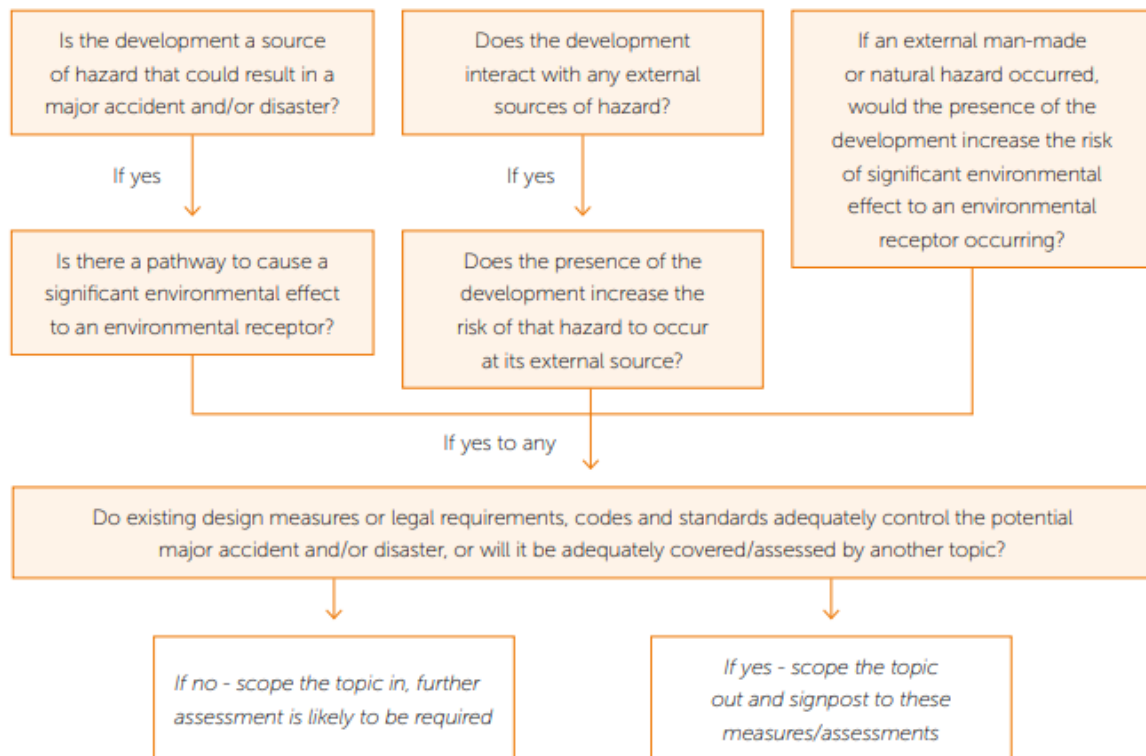 Is the development a source
of hazard that could result in a
major accident and/or disaster?
Does the development
interact with any external
sources of hazard?
If an external man-made
or natural hazard occurred,
would the presence of the
development increase the risk
of significant environmental
effect to an environmental
receptor occurring?
If yes
If yes
Is there a pathway to cause a
significant environmental effect
to an environmental receptor?
Does the presence of the
development increase the
risk of that hazard to occur
at its external source?
If yes to any
Do existing design measures or legal requirements, codes and standards adequately control the potential
major accident and/or disaster, or will it be adequately covered/assessed by another topic?
If no - scope the topic in, further
assessment is likely to be required
If yes - scope the topic
out and signpost to these
measures/assessments